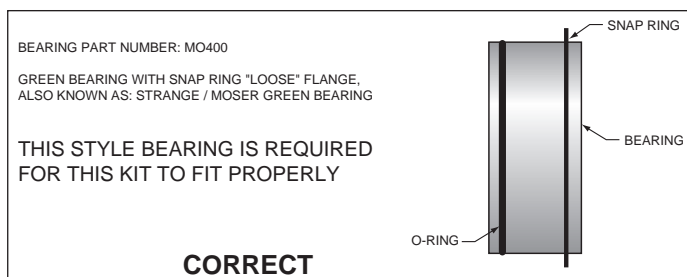 BEARING PART NUMBER: MO400
GREEN BEARING WITH SNAP RING "LOOSE" FLANGE,
ALSO KNOWN AS: STRANGE / MOSER GREEN BEARING
THIS STYLE BEARING IS REQUIRED
FOR THIS KIT TO FIT PROPERLY
CORRECT
SNAP RING
BEARING
O-RING